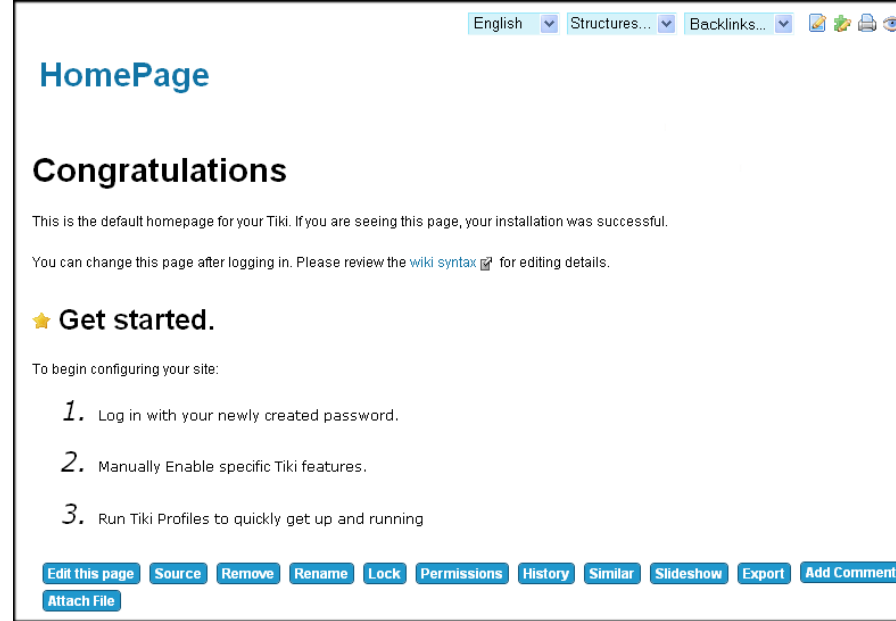 English Structures... Backlinks...
HomePage
Congratulations
This is the default homepage for your Tiki. If you are seeing this page, your installation was successful.
You can change this page after logging in. Please review the wiki syntax for editing details.
Get started.
To begin configuring your site:
1. Log in with your newly created password.
2. Manually Enable specific Tiki features.
3. Run Tiki Profiles to quickly get up and running
Edit this page Source Remove Rename Lock Permissions History Similar Slideshow Export Add Comment
Attach File